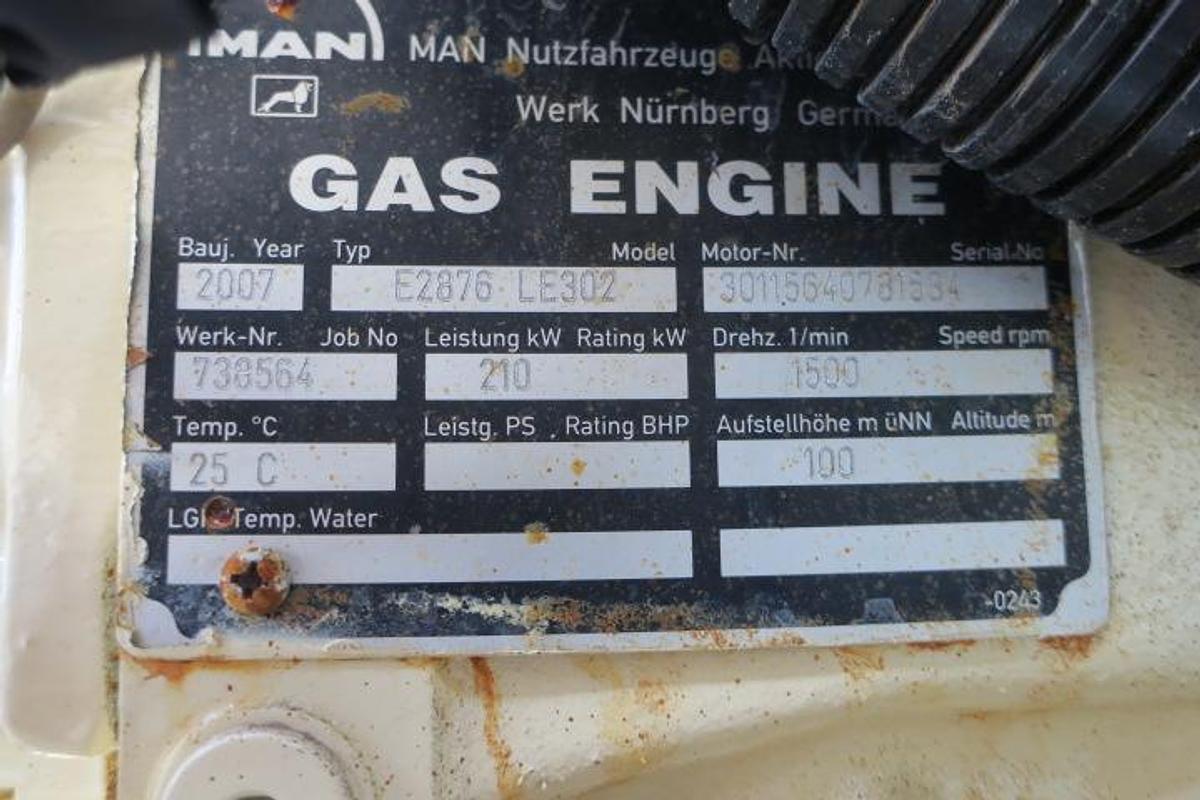 MAN
MAN Nutzfahrzeuge
Werk Nürnberg
GAS ENGINE
Bauj. Year Typ Model Motor-Nr. Serial.No
2007 E2876 LE302
Werk-Nr. Job No Leistung kW Rating kW Drehz. 1/min Speed rpm
738564 210 1500
Temp. °C Leistg. PS Rating BHP Aufstellhöhe m üNN Altitude m
25 C 100
Temp. Water
-0243